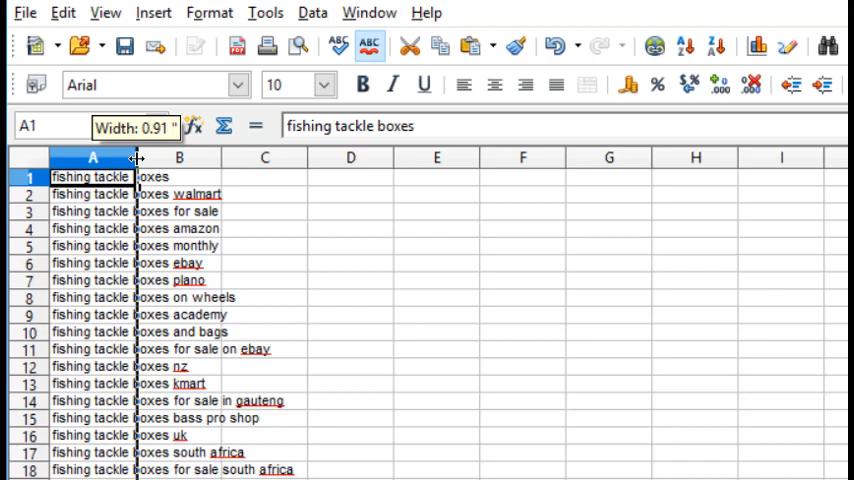 File Edit View Insert Format Tools Data Window Help
ABC ABC
Arial 10 B I U % $% .000 .000
A1 Width: 0.91 " fx Σ = fishing tackle boxes
A B C D E F G H I
1 fishing tackle boxes
2 fishing tackle boxes walmart
3 fishing tackle boxes for sale
4 fishing tackle boxes amazon
5 fishing tackle boxes monthly
6 fishing tackle boxes ebay
7 fishing tackle boxes plano
8 fishing tackle boxes on wheels
9 fishing tackle boxes academy
10 fishing tackle boxes and bags
11 fishing tackle boxes for sale on ebay
12 fishing tackle boxes nz
13 fishing tackle boxes kmart
14 fishing tackle boxes for sale in gauteng
15 fishing tackle boxes bass pro shop
16 fishing tackle boxes uk
17 fishing tackle boxes south africa
18 fishing tackle boxes for sale south africa